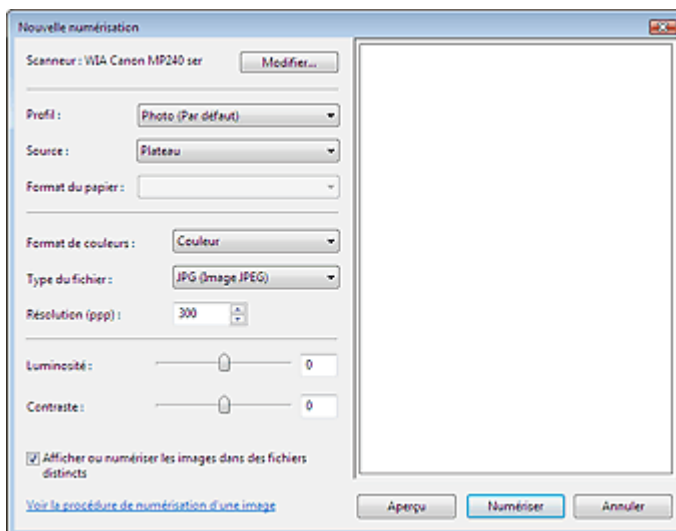 Nouvelle numérisation
Scanneur : WIA Canon MP240 ser
Modifier...
Profil :
Photo (Par défaut)
Source :
Plateau
Format du papier :
Format de couleurs :
Couleur
Type du fichier :
JPG (Image JPEG)
Résolution (ppp) :
300
Luminosité :
0
Contraste :
0
Afficher ou numériser les images dans des fichiers
distincts
Voir la procédure de numérisation d'une image
Aperçu
Numériser
Annuler